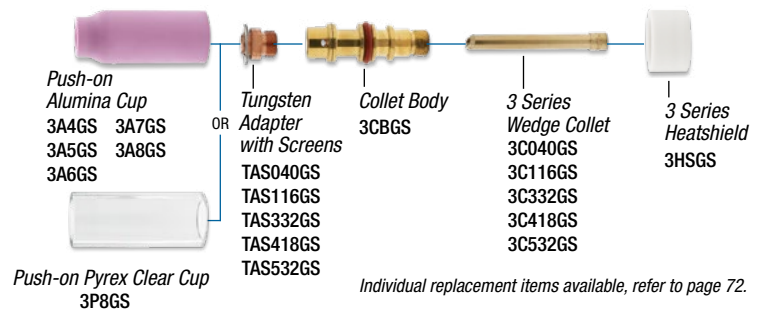 Push-on
Alumina Cup
3A4GS 3A7GS
3A5GS 3A8GS
3A6GS
OR
Push-on Pyrex Clear Cup
3P8GS
Tungsten
Adapter
with Screens
TAS040GS
TAS116GS
TAS332GS
TAS418GS
TAS532GS
Collet Body
3CBGS
3 Series
Wedge Collet
3C040GS
3C116GS
3C332GS
3C418GS
3C532GS
3 Series
Heatshield
3HSGS
Individual replacement items available, refer to page 72.